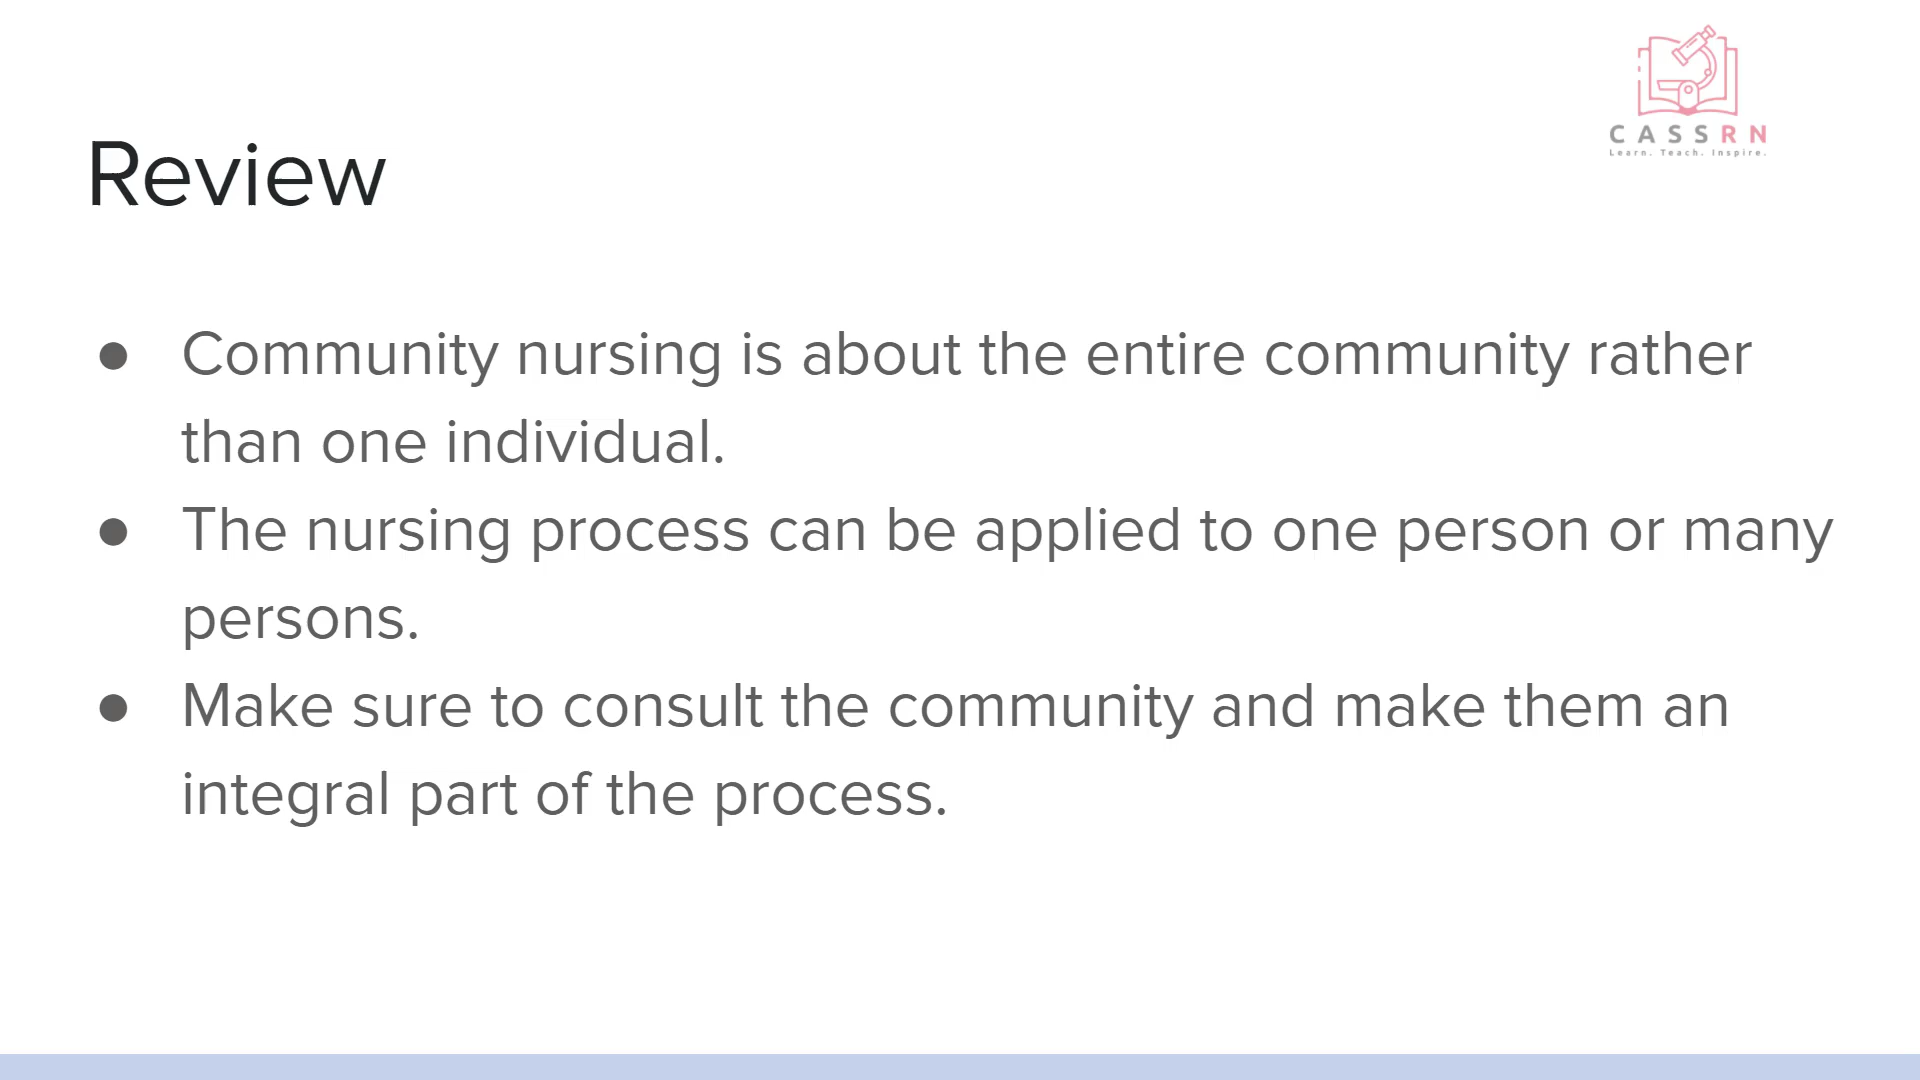 CASSRN
Learn. Teach. Inspire.
Review
● Community nursing is about the entire community rather
than one individual.
● The nursing process can be applied to one person or many
persons.
● Make sure to consult the community and make them an
integral part of the process.